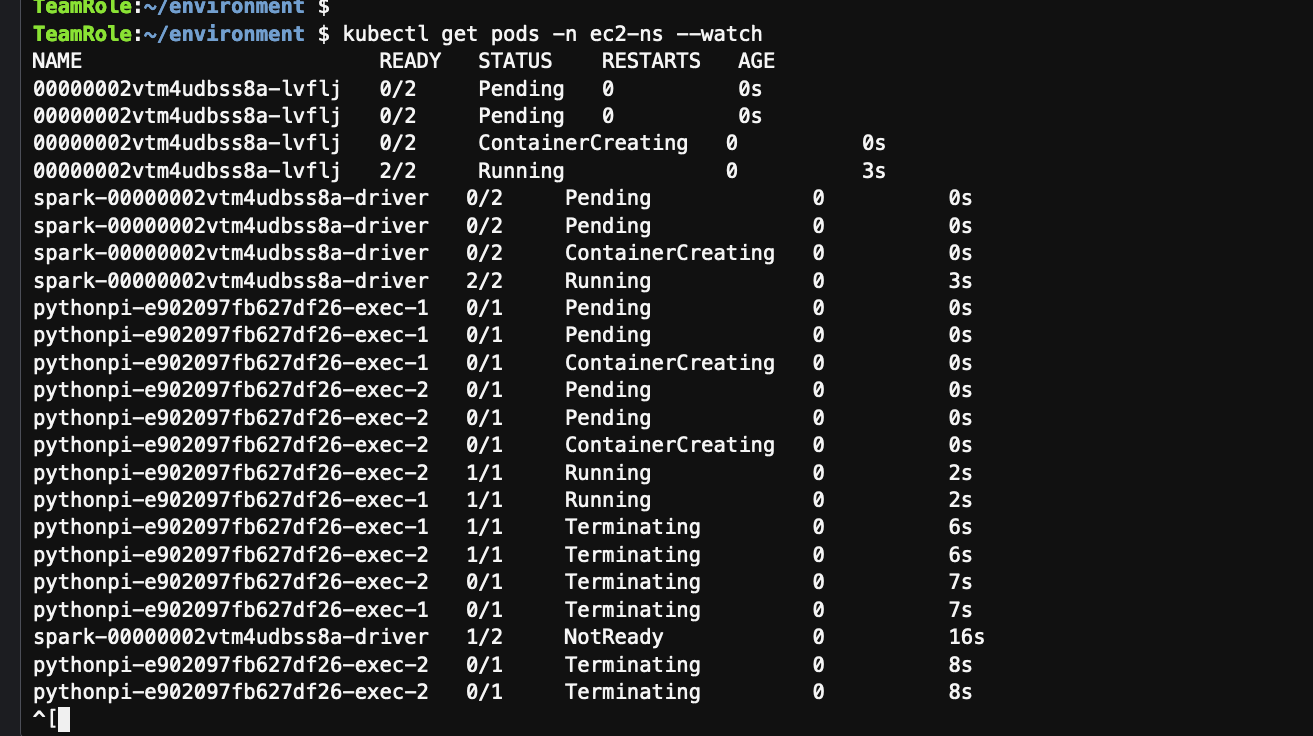 TeamRole:~/environment $
TeamRole:~/environment $ kubectl get pods -n ec2-ns --watch
NAME READY STATUS RESTARTS AGE
00000002vtm4udbss8a-lvflj 0/2 Pending 0 0s
00000002vtm4udbss8a-lvflj 0/2 Pending 0 0s
00000002vtm4udbss8a-lvflj 0/2 ContainerCreating 0 0s
00000002vtm4udbss8a-lvflj 2/2 Running 0 3s
spark-00000002vtm4udbss8a-driver 0/2 Pending 0 0s
spark-00000002vtm4udbss8a-driver 0/2 Pending 0 0s
spark-00000002vtm4udbss8a-driver 0/2 ContainerCreating 0 0s
spark-00000002vtm4udbss8a-driver 2/2 Running 0 3s
pythonpi-e902097fb627df26-exec-1 0/1 Pending 0 0s
pythonpi-e902097fb627df26-exec-1 0/1 Pending 0 0s
pythonpi-e902097fb627df26-exec-1 0/1 ContainerCreating 0 0s
pythonpi-e902097fb627df26-exec-2 0/1 Pending 0 0s
pythonpi-e902097fb627df26-exec-2 0/1 Pending 0 0s
pythonpi-e902097fb627df26-exec-2 0/1 ContainerCreating 0 0s
pythonpi-e902097fb627df26-exec-2 1/1 Running 0 2s
pythonpi-e902097fb627df26-exec-1 1/1 Running 0 2s
pythonpi-e902097fb627df26-exec-1 1/1 Terminating 0 6s
pythonpi-e902097fb627df26-exec-2 1/1 Terminating 0 6s
pythonpi-e902097fb627df26-exec-2 0/1 Terminating 0 7s
pythonpi-e902097fb627df26-exec-1 0/1 Terminating 0 7s
spark-00000002vtm4udbss8a-driver 1/2 NotReady 0 16s
pythonpi-e902097fb627df26-exec-2 0/1 Terminating 0 8s
pythonpi-e902097fb627df26-exec-2 0/1 Terminating 0 8s
^[